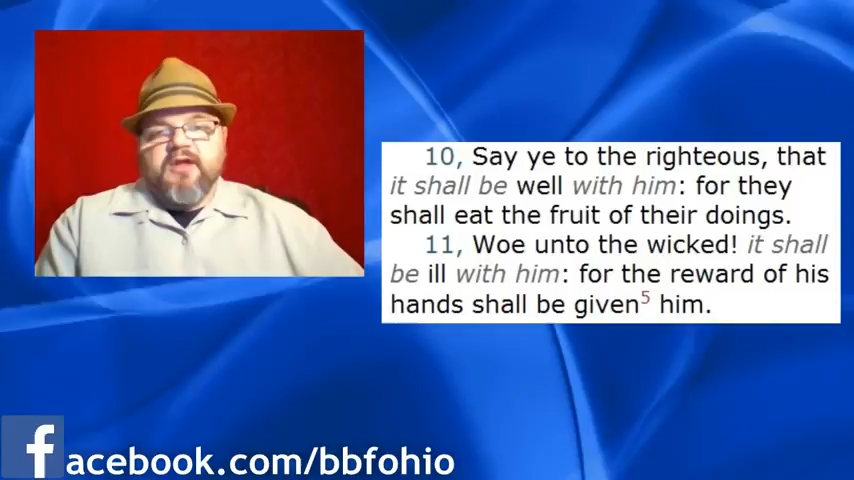 10, Say ye to the righteous, that
it shall be well with him: for they
shall eat the fruit of their doings.
11, Woe unto the wicked! it shall
be ill with him: for the reward of his
hands shall be given5 him.
facebook.com/bbfohio